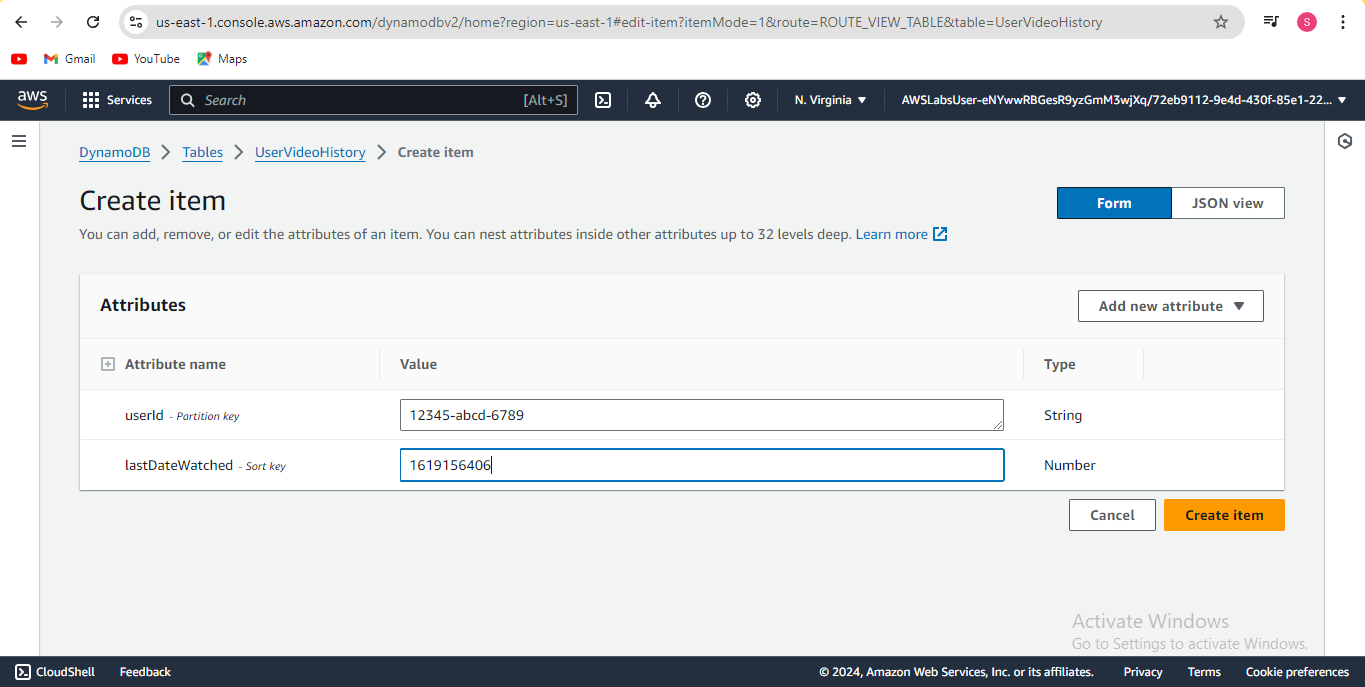 us-east-1.console.aws.amazon.com/dynamodbv2/home?region=us-east-1#edit-item?itemMode=1&route=ROUTE_VIEW_TABLE&table=UserVideoHistory
S
Gmail YouTube Maps
aws Services Search [Alt+S] N. Virginia AWSLabsUser-eNYwwRBGesR9yzGmM3wjXq/72eb9112-9e4d-430f-85e1-22...
DynamoDB Tables UserVideoHistory Create item
Create item
Form JSON view
You can add, remove, or edit the attributes of an item. You can nest attributes inside other attributes up to 32 levels deep. Learn more
Attributes
Add new attribute
Attribute name Value Type
userId - Partition key 12345-abcd-6789 String
lastDateWatched - Sort key 1619156406 Number
Cancel Create item
Activate Windows
Go to Settings to activate Windows.
CloudShell Feedback © 2024, Amazon Web Services, Inc. or its affiliates. Privacy Terms Cookie preferences